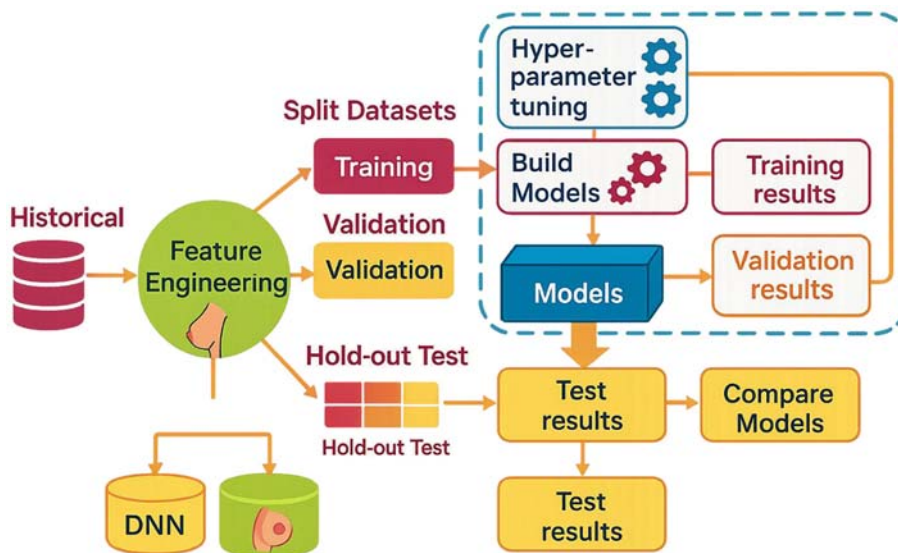 Historical
Feature
Engineering
Split Datasets
Training
Validation
Validation
Hold-out Test
Hold-out Test
DNN
Hyper-
parameter
tuning
Build
Models
Training
results
Models
Validation
results
Test
results
Compare
Models
Test
results